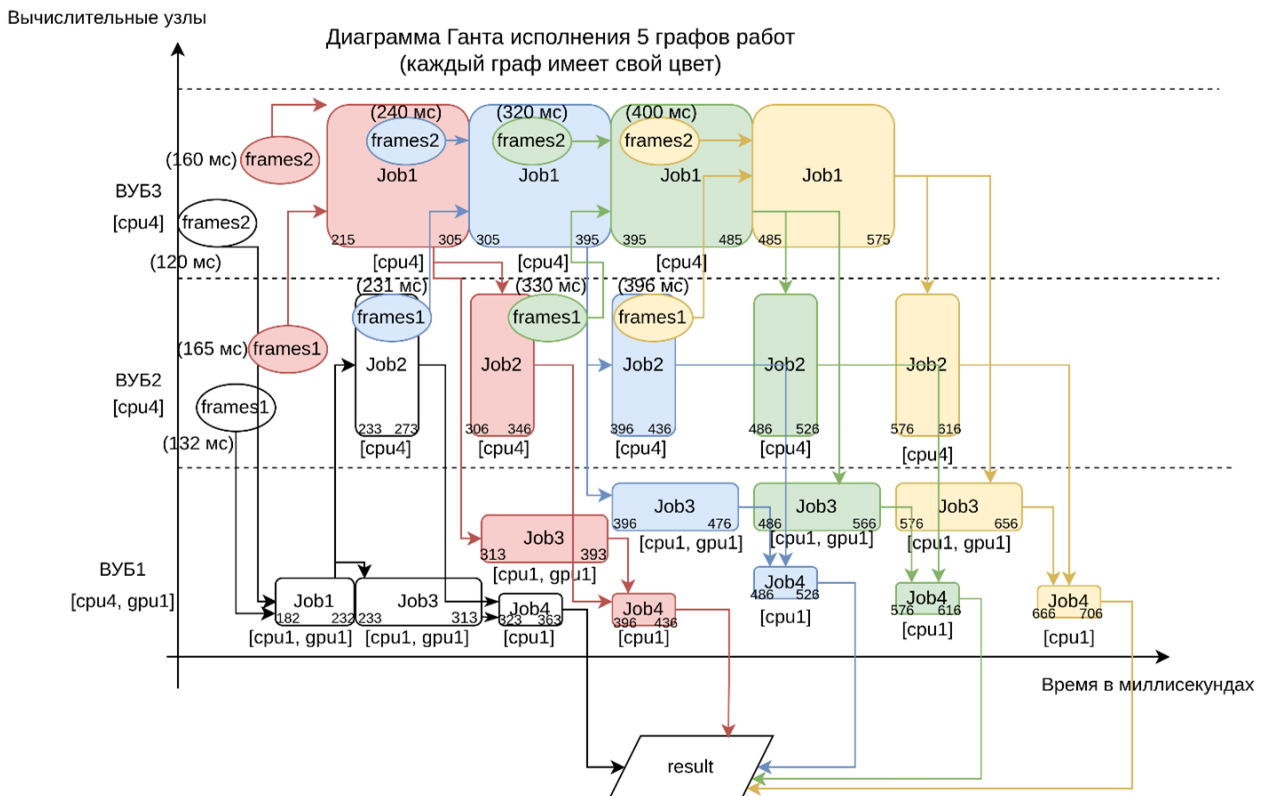 Вычислительные узлы
Диаграмма Ганта исполнения 5 графов работ
(каждый граф имеет свой цвет)
(240 мс)
(320 мс)
(400 мс)
frames2
frames2
frames2
(160 мс)
frames2
Job1
Job1
Job1
Job1
ВУБ3
[cpu4]
frames2
215
305
305
395
395
485
485
575
(120 мс)
[cpu4]
[cpu4]
[cpu4]
(231 мс)
(330 мс)
(396 мс)
frames1
frames1
frames1
(165 мс)
frames1
Job2
Job2
Job2
Job2
Job2
ВУБ2
[cpu4]
frames1
(132 мс)
233
273
306
346
396
436
486
526
576
616
[cpu4]
[cpu4]
[cpu4]
[cpu4]
[cpu4]
Job3
Job3
Job3
396
476
486
566
576
656
[cpu1, gpu1]
[cpu1, gpu1]
[cpu1, gpu1]
Job3
313
393
[cpu1, gpu1]
ВУБ1
[cpu4, gpu1]
Job4
486
526
[cpu1]
Job1
182
232
Job3
233
313
Job4
323
363
Job4
396
436
Job4
576
616
Job4
666
706
[cpu1, gpu1]
[cpu1, gpu1]
[cpu1]
[cpu1]
[cpu1]
[cpu1]
Время в миллисекундах
result